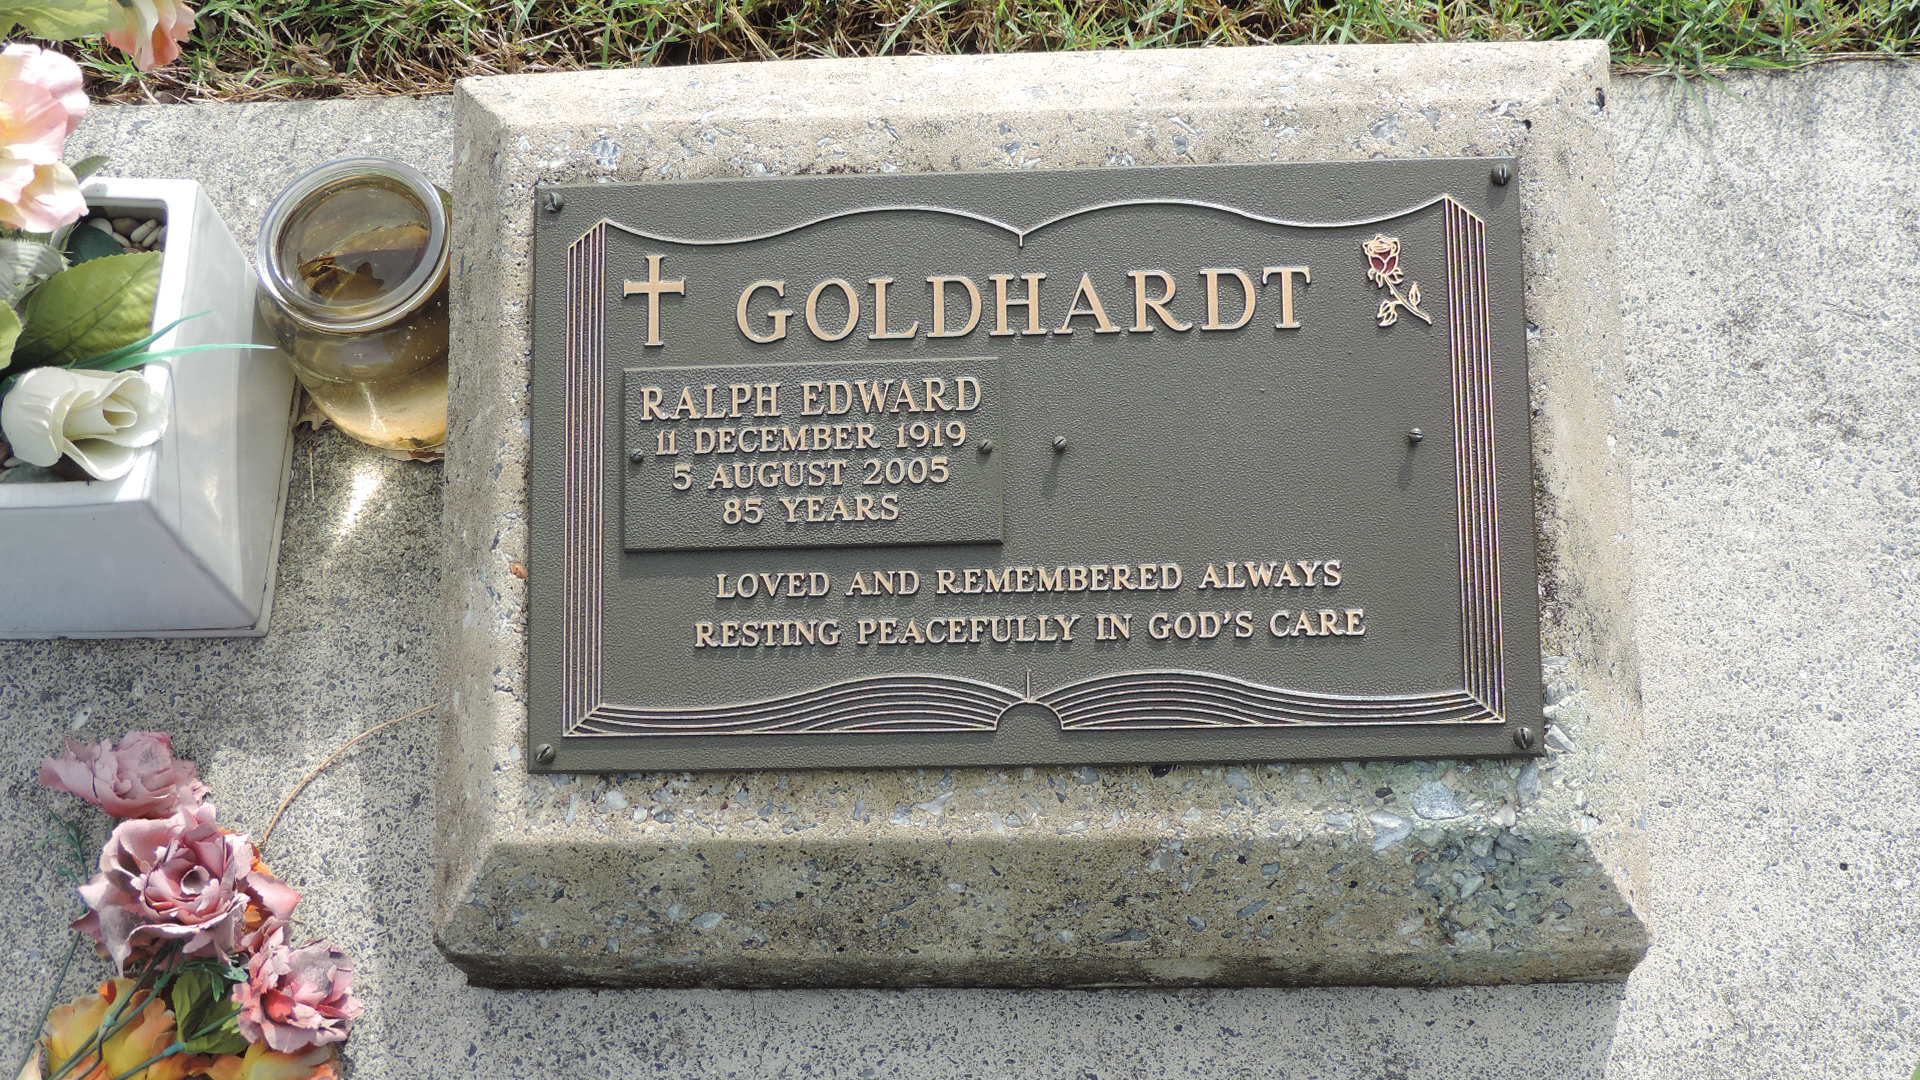 GOLDHARDT
RALPH EDWARD
11 DECEMBER 1919
5 AUGUST 2005
85 YEARS
LOVED AND REMEMBERED ALWAYS
RESTING PEACEFULLY IN GOD'S CARE